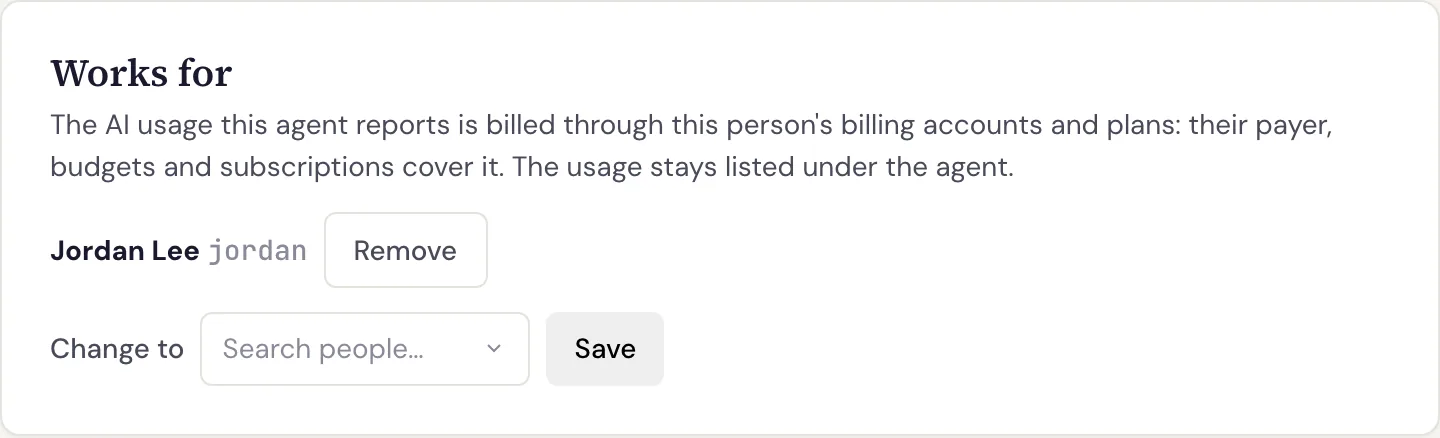 Works for
The AI usage this agent reports is billed through this person's billing accounts and plans: their payer,
budgets and subscriptions cover it. The usage stays listed under the agent.
Jordan Lee jordan Remove
Change to Search people... Save